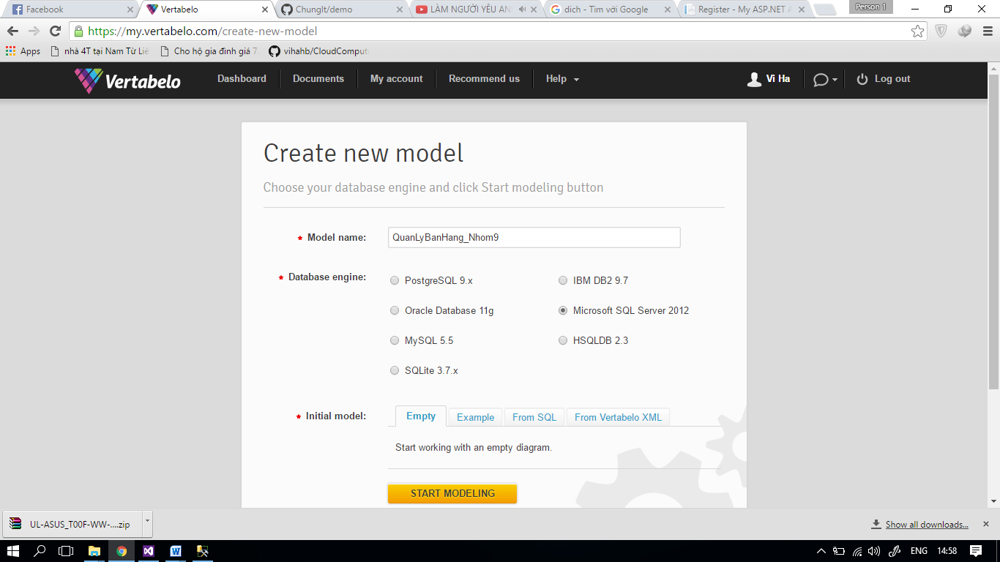 Facebook
Vertabelo
ChungIt/demo
LÀM NGƯỜI YÊU AN
dich - Tìm với Google
Register - My ASP.NET A
Person 1
https://my.vertabelo.com/create-new-model
Apps
nhà 4T tại Nam Từ Liê
Cho hộ gia đình giá 7.
vihahb/CloudComputi
Vertabelo
Dashboard
Documents
My account
Recommend us
Help
Vi Ha
Log out
Create new model
Choose your database engine and click Start modeling button
★ Model name:
QuanLyBanHang_Nhom9
★ Database engine:
PostgreSQL 9.x
IBM DB2 9.7
Oracle Database 11g
Microsoft SQL Server 2012
MySQL 5.5
HSQLDB 2.3
SQLite 3.7.x
★ Initial model:
Empty
Example
From SQL
From Vertabelo XML
Start working with an empty diagram.
START MODELING
UL-ASUS_T00F-WW-....zip
Show all downloads...
ENG
14:58